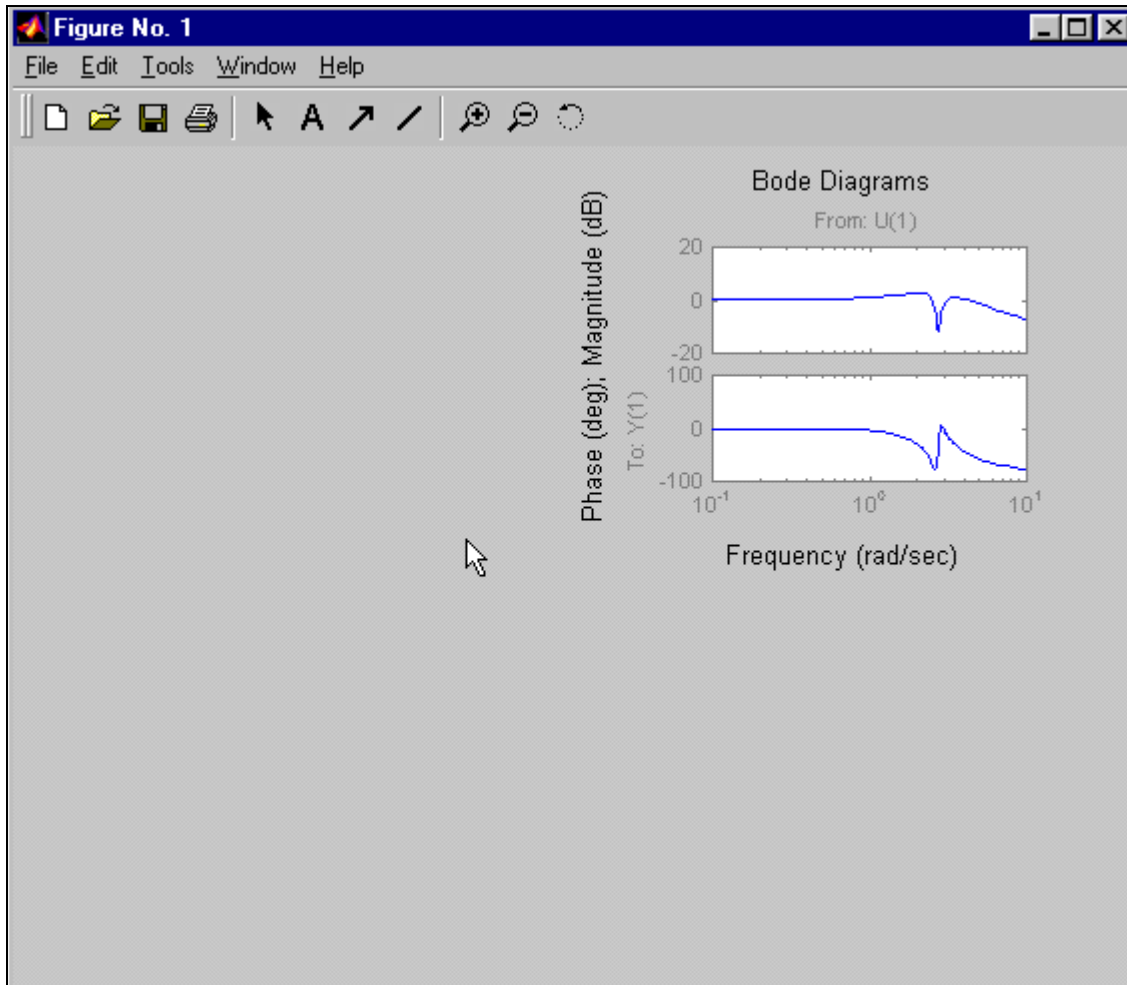 Figure No. 1
File Edit Tools Window Help
A
Bode Diagrams
From: U(1)
Phase (deg); Magnitude (dB)
To: Y(1)
20
0
-20
100
0
-100
10⁻¹ 10⁰ 10¹
Frequency (rad/sec)